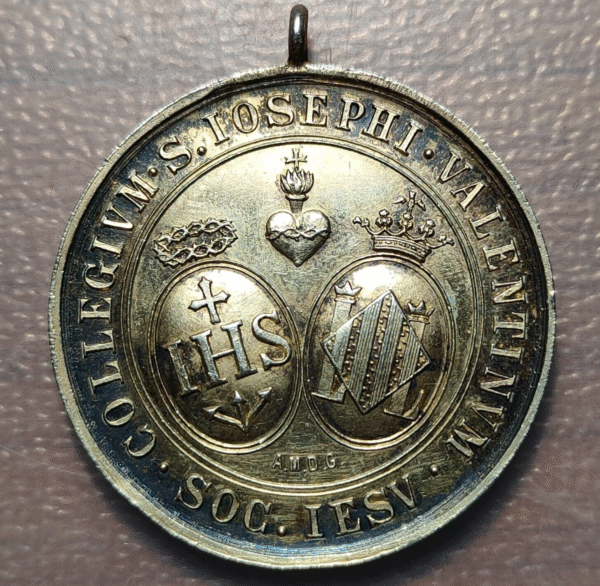 COLLEGIVM · S. IOSEPHI · VALENTINVM ·
SOC. IESV ·
IHS
L L
A.M.D.G